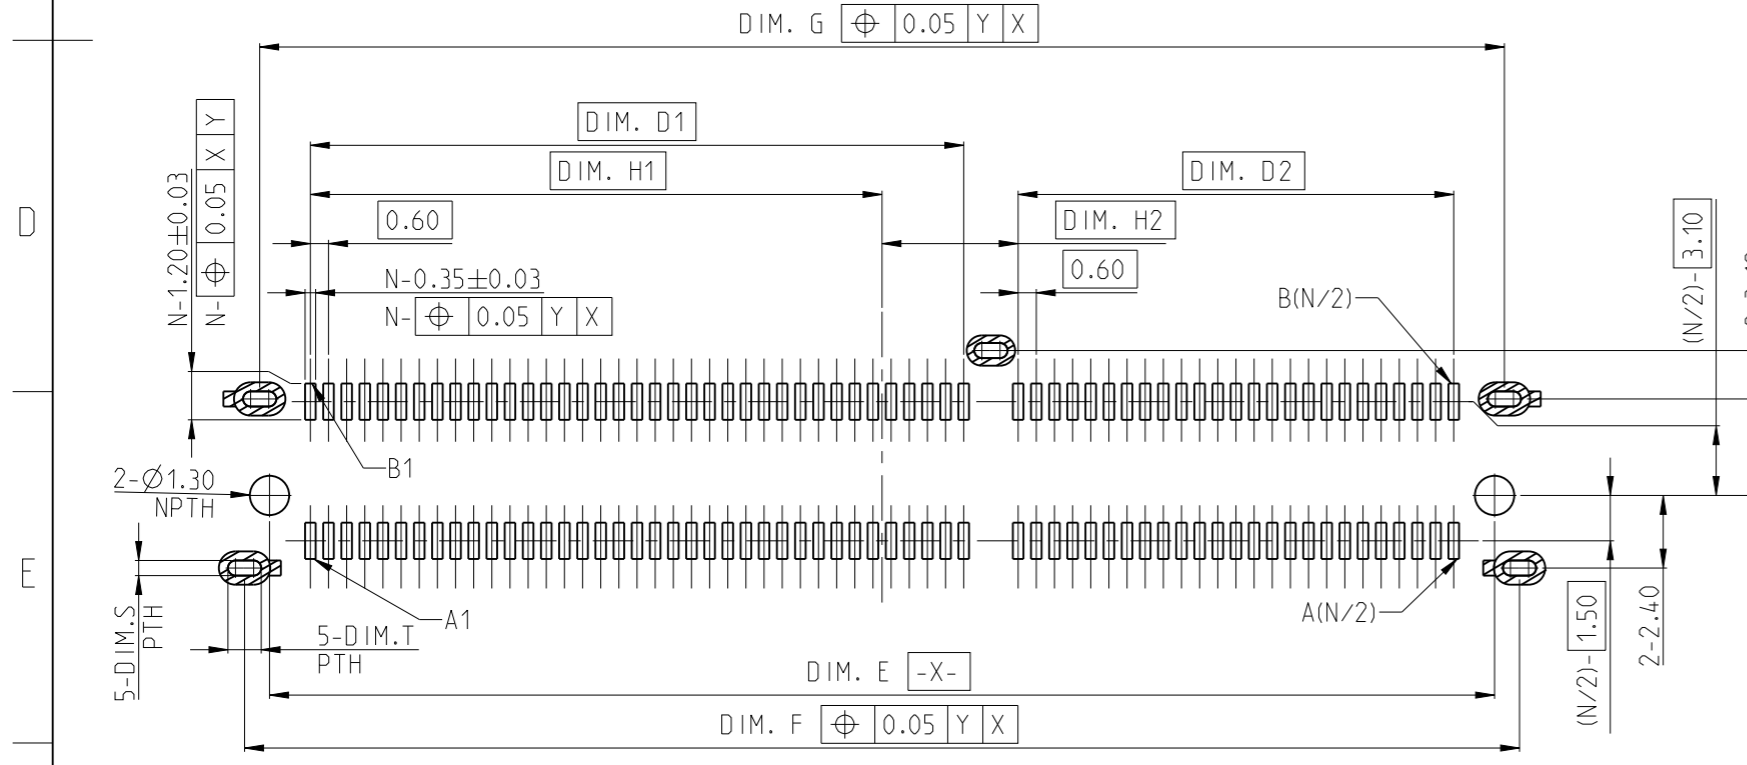 DIM. G ⌖ 0.05 Y X
DIM. D1
DIM. H1
DIM. D2
0.60
DIM. H2
0.60
N-1.20±0.03
N-⌖ 0.05 X Y
N-0.35±0.03
N-⌖ 0.05 Y X
B(N/2)
(N/2)-3.10
D
B1
2-Ø1.30
NPTH
E
A1
A(N/2)
5-DIM.S
PTH
5-DIM.T
PTH
(N/2)-1.50
2-2.40
DIM. E -X-
DIM. F ⌖ 0.05 Y X